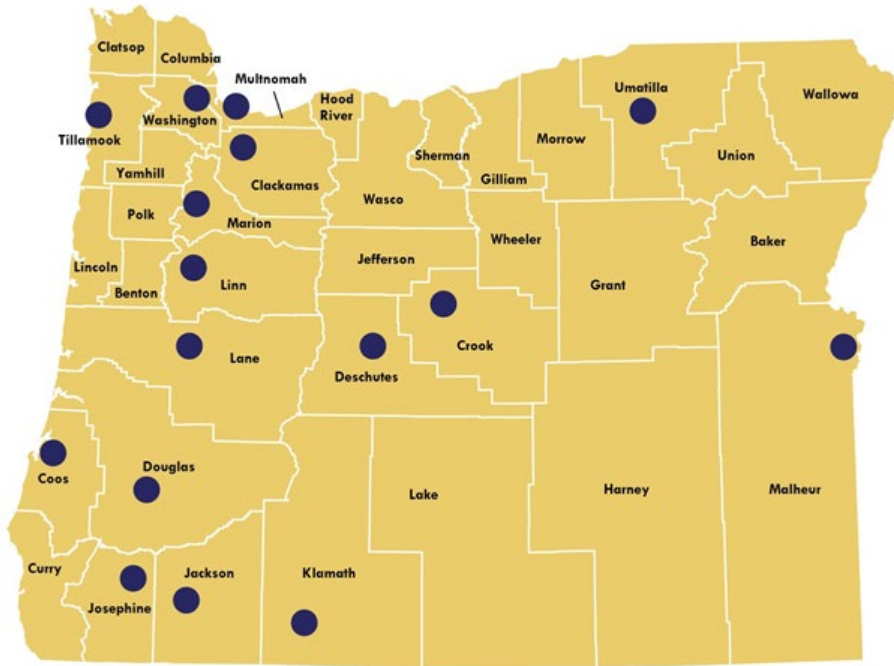 Clatsop
Columbia
Multnomah
Hood
River
Umatilla
Wallowa
Washington
Tillamook
Morrow
Sherman
Union
Yamhill
Gilliam
Clackamas
Wasco
Polk
Marion
Wheeler
Baker
Jefferson
Lincoln
Linn
Grant
Benton
Crook
Lane
Deschutes
Douglas
Coos
Lake
Harney
Malheur
Curry
Jackson
Klamath
Josephine